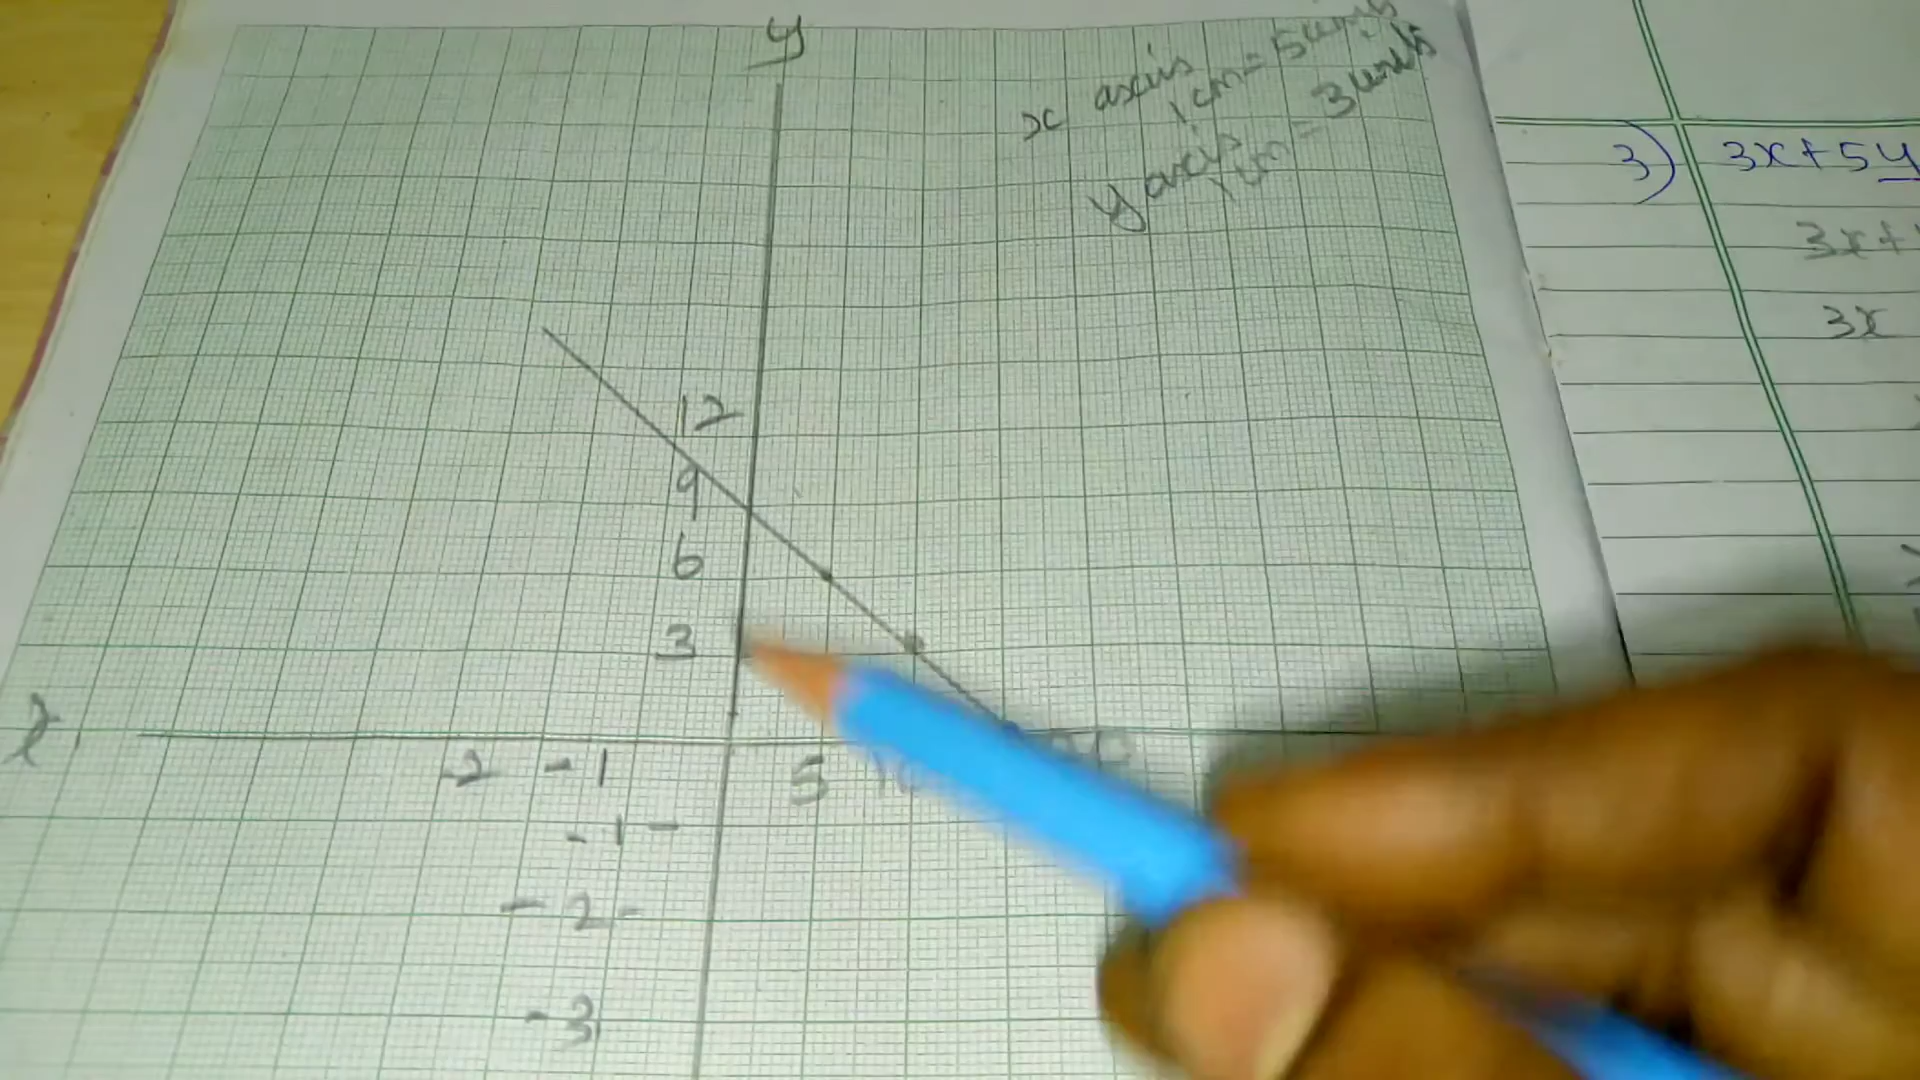 y
x axis
1 cm = 5 units
y axis
1 cm = 3 units
3) 3x+5y
3x+
3x
12
9
6
3
-2 -1 5 10
-1 -
- 2 -
-3